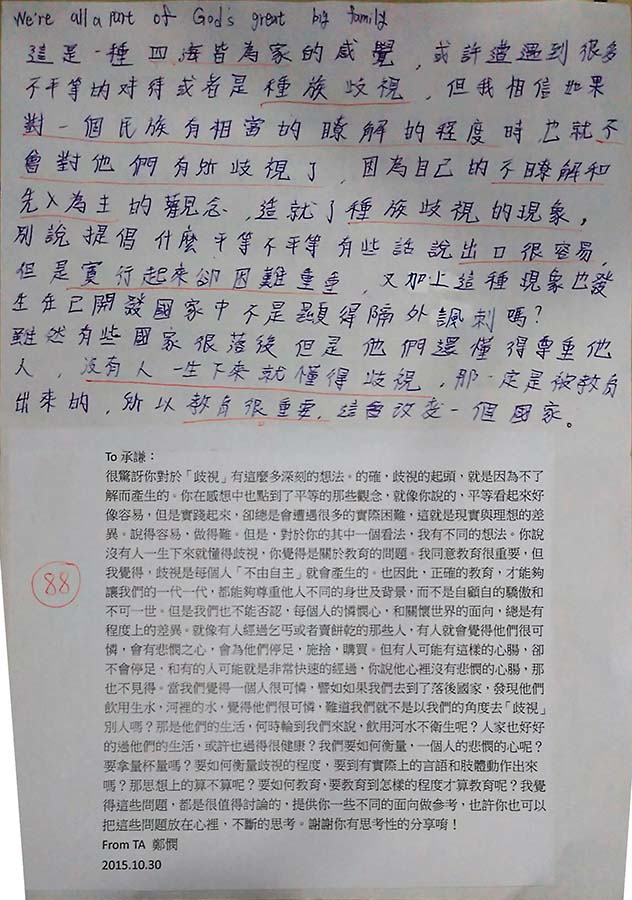 We're all a part of God's great big family
這是一種四海皆為家的感覺，或許遭遇到很多
不平等的對待或者是種族歧視，但我相信如果
對一個民族有相當的瞭解的程度時也就不
會對他們有所歧視了，因為自己的不瞭解和
先入為主的觀念，造就了種族歧視的現象，
別說提倡什麼平等不平等有些話說出口很容易，
但是實行起來卻困難重重，又加上這種現象也發
生在已開發國家中不是顯得隔外諷刺嗎？
雖然有些國家很落後但是他們還懂得尊重他
人，沒有人一生下來就懂得歧視，那一定是被教育
出來的，所以教育很重要，這會改變一個國家。
To 承謙：
很驚訝你對於「歧視」有這麼多深刻的想法。的確，歧視的起頭，就是因為不了
解而產生的。你在感想中也點到了平等的那些觀念，就像你說的，平等看起來好
像容易，但是實踐起來，卻總是會遭遇很多的實際困難，這就是現實與理想的差
異。說得容易，做得難。但是，對於你的其中一個看法，我有不同的想法。你說
沒有人一生下來就懂得歧視，你覺得是關於教育的問題。我同意教育很重要，但
我覺得，歧視是每個人「不由自主」就會產生的。也因此，正確的教育，才能夠
讓我們的一代一代，都能夠尊重他人不同的身世及背景，而不是自顧自的驕傲和
不可一世。但是我們也不能否認，每個人的憐憫心，和關懷世界的面向，總是有
程度上的差異。就像有人經過乞丐或者賣餅乾的那些人，有人就會覺得他們很可
憐，會有悲憫之心，會為他們停足，施捨，購買。但有人可能有這樣的心腸，卻
不會停足，和有的人可能就是非常快速的經過，你說他心裡沒有悲憫的心腸，那
也不見得。當我們覺得一個人很可憐，譬如如果我們去到了落後國家，發現他們
飲用生水，河裡的水，覺得他們很可憐，難道我們就不是以我們的角度去「歧視」
別人嗎？那是他們的生活，何時輪到我們來說，飲用河水不衛生呢？人家也好好
的過他們的生活，或許也過得很健康？我們要如何衡量，一個人的悲憫的心呢？
要拿量杯量嗎？要如何衡量歧視的程度，要到有實際上的言語和肢體動作出來
嗎？那思想上的算不算呢？要如何教育，要教育到怎樣的程度才算教育呢？我覺
得這些問題，都是很值得討論的，提供你一些不同的面向做參考，也許你也可以
把這些問題放在心裡，不斷的思考。謝謝你有思考性的分享唷！
From TA 鄭憫
2015.10.30
88